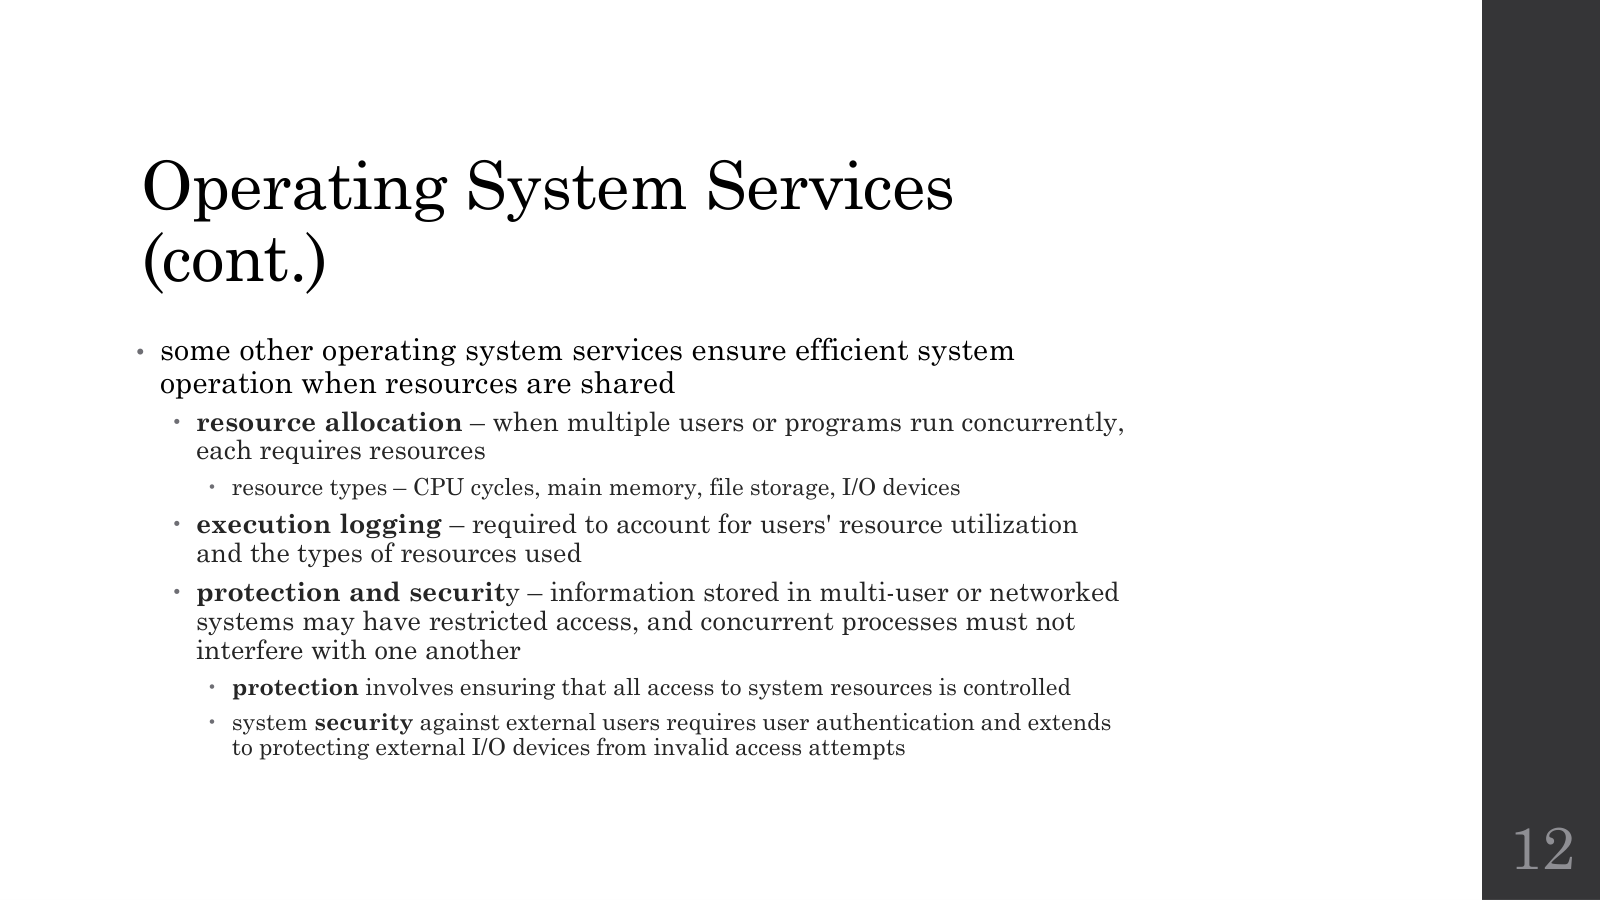 Operating System Services
(cont.)
• some other operating system services ensure efficient system
operation when resources are shared
• resource allocation – when multiple users or programs run concurrently,
each requires resources
• resource types – CPU cycles, main memory, file storage, I/O devices
• execution logging – required to account for users' resource utilization
and the types of resources used
• protection and security – information stored in multi-user or networked
systems may have restricted access, and concurrent processes must not
interfere with one another
• protection involves ensuring that all access to system resources is controlled
• system security against external users requires user authentication and extends
to protecting external I/O devices from invalid access attempts
12